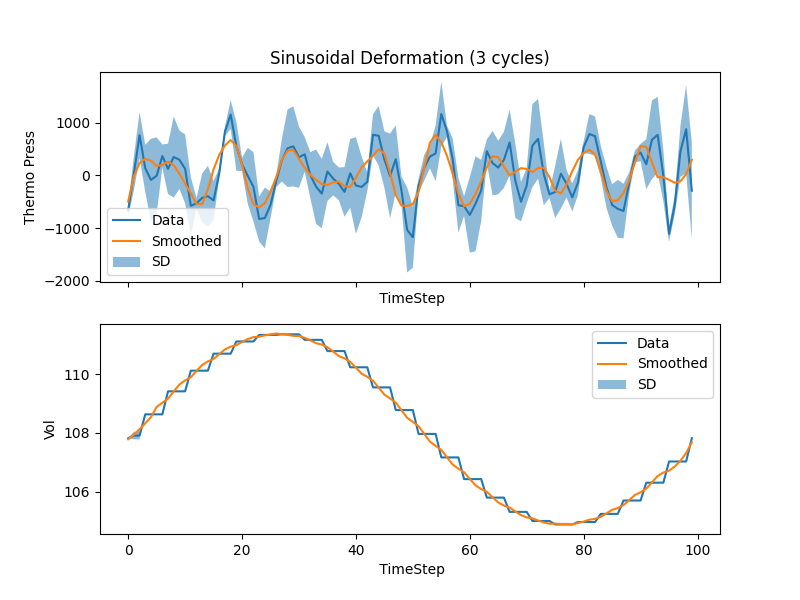 Sinusoidal Deformation (3 cycles)
Thermo Press
1000
0
−1000
−2000
Data
Smoothed
SD
TimeStep
Vol
110
108
106
Data
Smoothed
SD
0
20
40
60
80
100
TimeStep